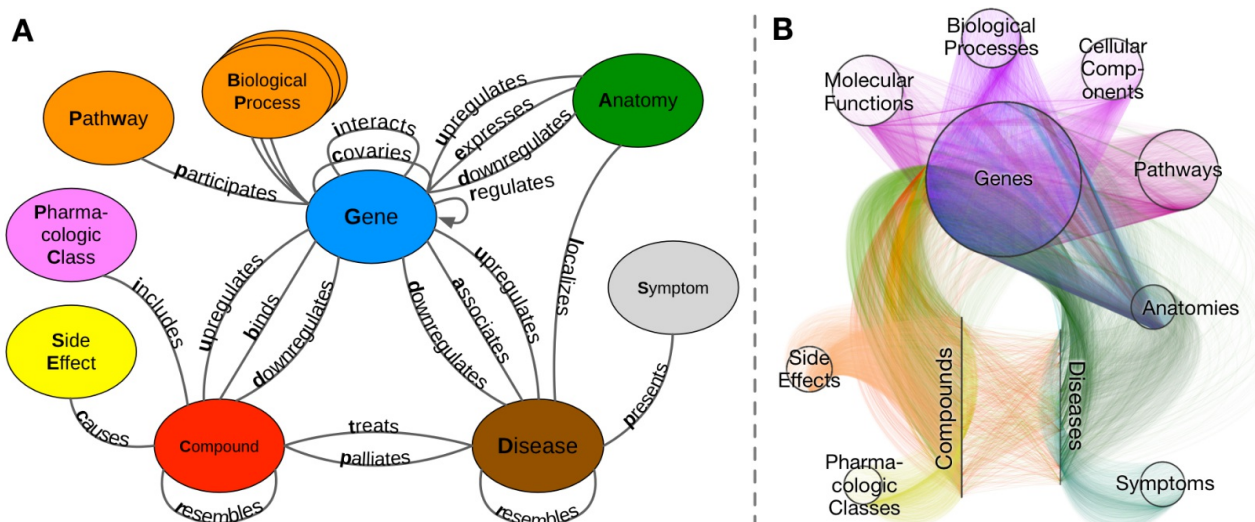 A
Pathway
Biological
Process
Pharma-
cologic
Class
Side
Effect
participates
includes
causes
interacts
covaries
Gene
upregulates
expresses
downregulates
regulates
Anatomy
localizes
Symptom
presents
upregulates
binds
downregulates
downregulates
associates
upregulates
Compound
treats
palliates
Disease
resembles
resembles
B
Biological
Processes
Cellular
Comp-
onents
Molecular
Functions
Genes
Pathways
Anatomies
Side
Effects
Compounds
Diseases
Pharma-
cologic
Classes
Symptoms